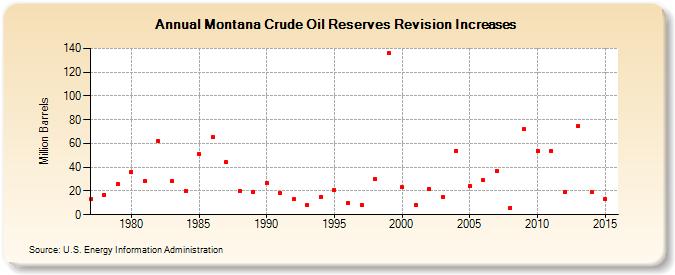 Annual Montana Crude Oil Reserves Revision Increases
Million Barrels
140
120
100
80
60
40
20
0
1980 1985 1990 1995 2000 2005 2010 2015
Source: U.S. Energy Information Administration